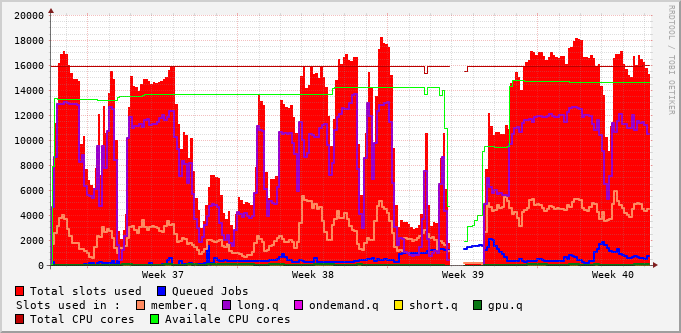 20000
18000
16000
14000
12000
10000
8000
6000
4000
2000
0
Week 37 Week 38 Week 39 Week 40
RRDTOOL / TOBI OETIKER
Total slots used Queued Jobs
Slots used in : member.q long.q ondemand.q short.q gpu.q
Total CPU cores Availale CPU cores